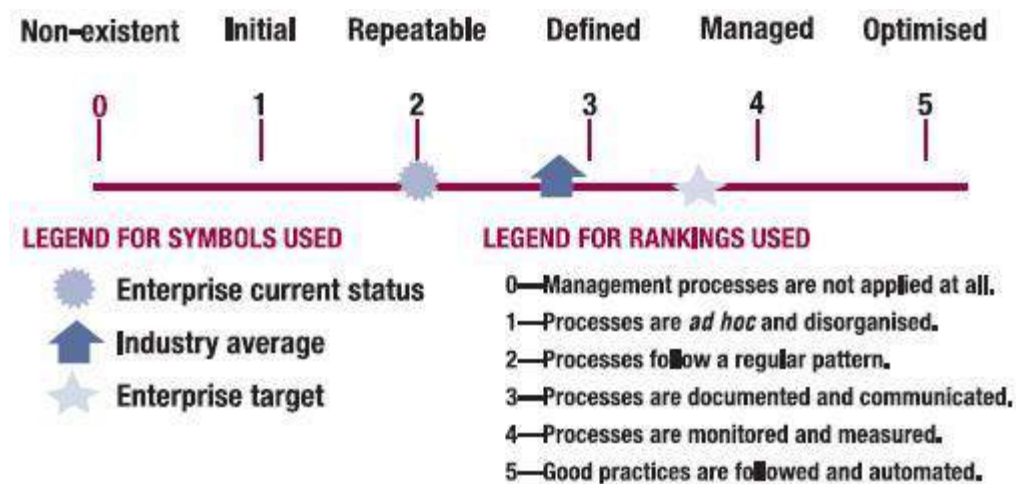 Non-existent Initial Repeatable Defined Managed Optimised
0 1 2 3 4 5
LEGEND FOR SYMBOLS USED
Enterprise current status
Industry average
Enterprise target
LEGEND FOR RANKINGS USED
0—Management processes are not applied at all.
1—Processes are ad hoc and disorganised.
2—Processes follow a regular pattern.
3—Processes are documented and communicated.
4—Processes are monitored and measured.
5—Good practices are followed and automated.